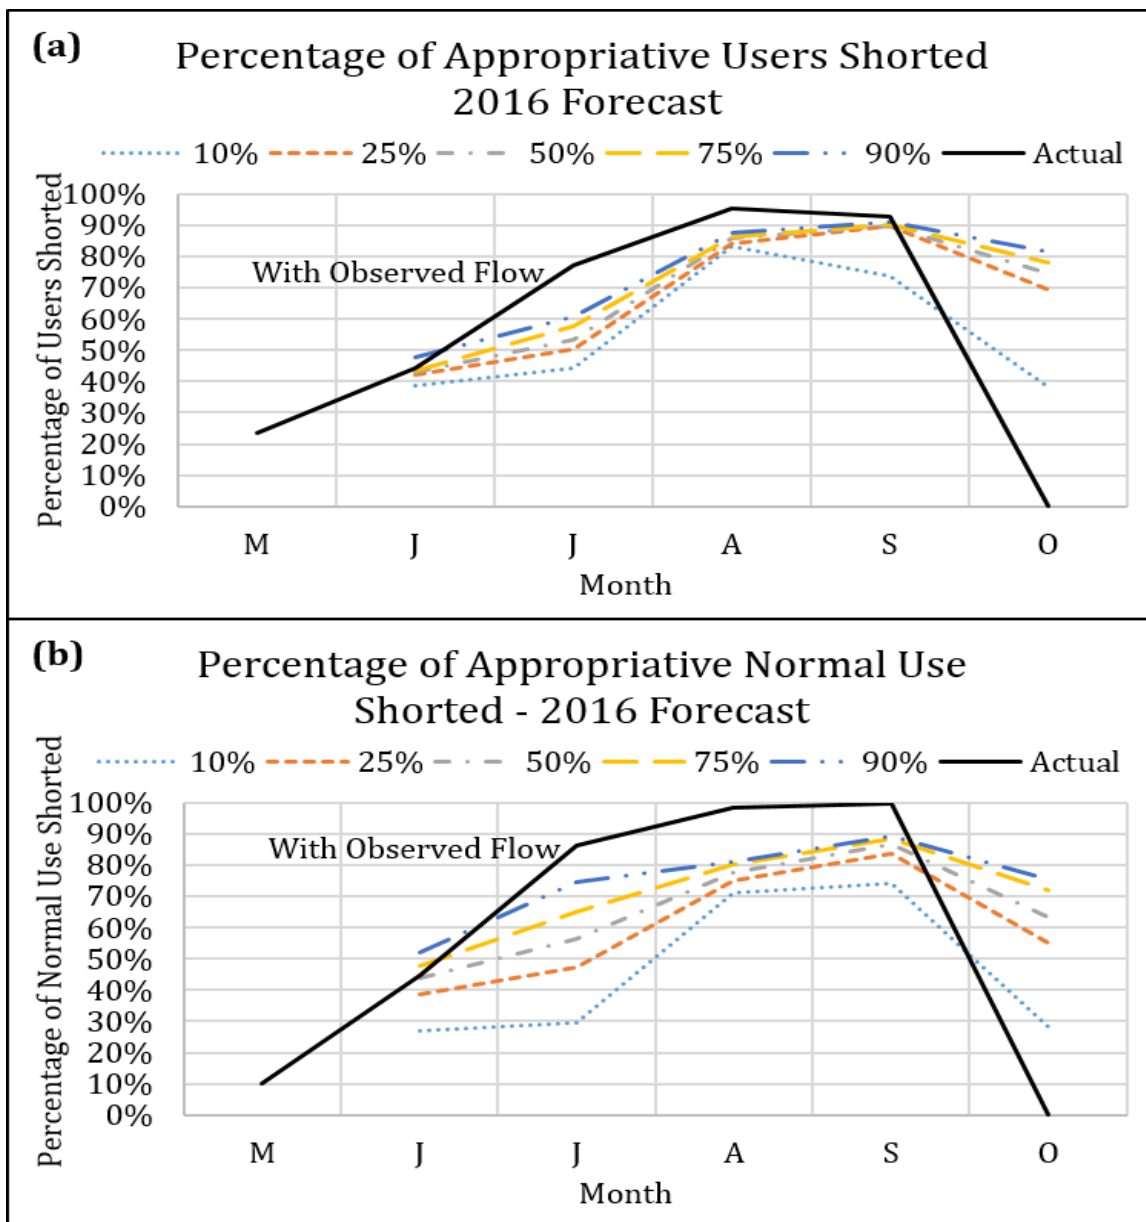 (a)
Percentage of Appropriative Users Shorted
2016 Forecast
10% 25% 50% 75% 90% Actual
Percentage of Users Shorted
100%
90%
80%
70%
60%
50%
40%
30%
20%
10%
0%
With Observed Flow
M J J A S O
Month
(b)
Percentage of Appropriative Normal Use
Shorted - 2016 Forecast
10% 25% 50% 75% 90% Actual
Percentage of Normal Use Shorted
100%
90%
80%
70%
60%
50%
40%
30%
20%
10%
0%
With Observed Flow
M J J A S O
Month